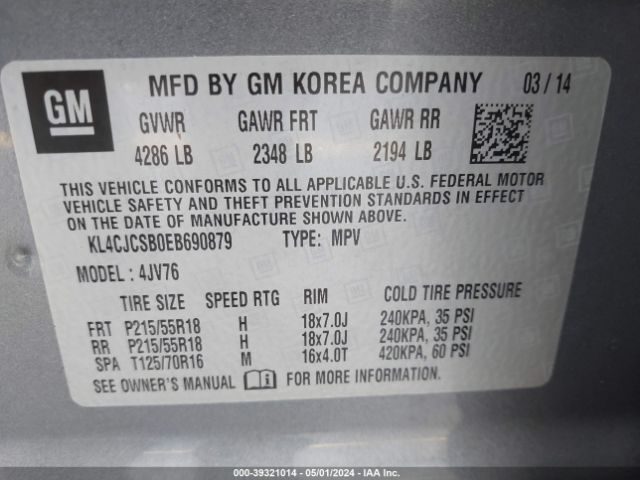 GM
MFD BY GM KOREA COMPANY 03 / 14
GVWR GAWR FRT GAWR RR
4286 LB 2348 LB 2194 LB
THIS VEHICLE CONFORMS TO ALL APPLICABLE U.S. FEDERAL MOTOR
VEHICLE SAFETY AND THEFT PREVENTION STANDARDS IN EFFECT
ON THE DATE OF MANUFACTURE SHOWN ABOVE.
KL4CJCSB0EB690879 TYPE: MPV
MODEL : 4JV76
TIRE SIZE SPEED RTG RIM COLD TIRE PRESSURE
FRT P215/55R18 H 18x7.0J 240KPA, 35 PSI
RR P215/55R18 H 18x7.0J 240KPA, 35 PSI
SPA T125/70R16 M 16x4.0T 420KPA, 60 PSI
SEE OWNER'S MANUAL FOR MORE INFORMATION.
000-39321014 - 05/01/2024 - IAA Inc.